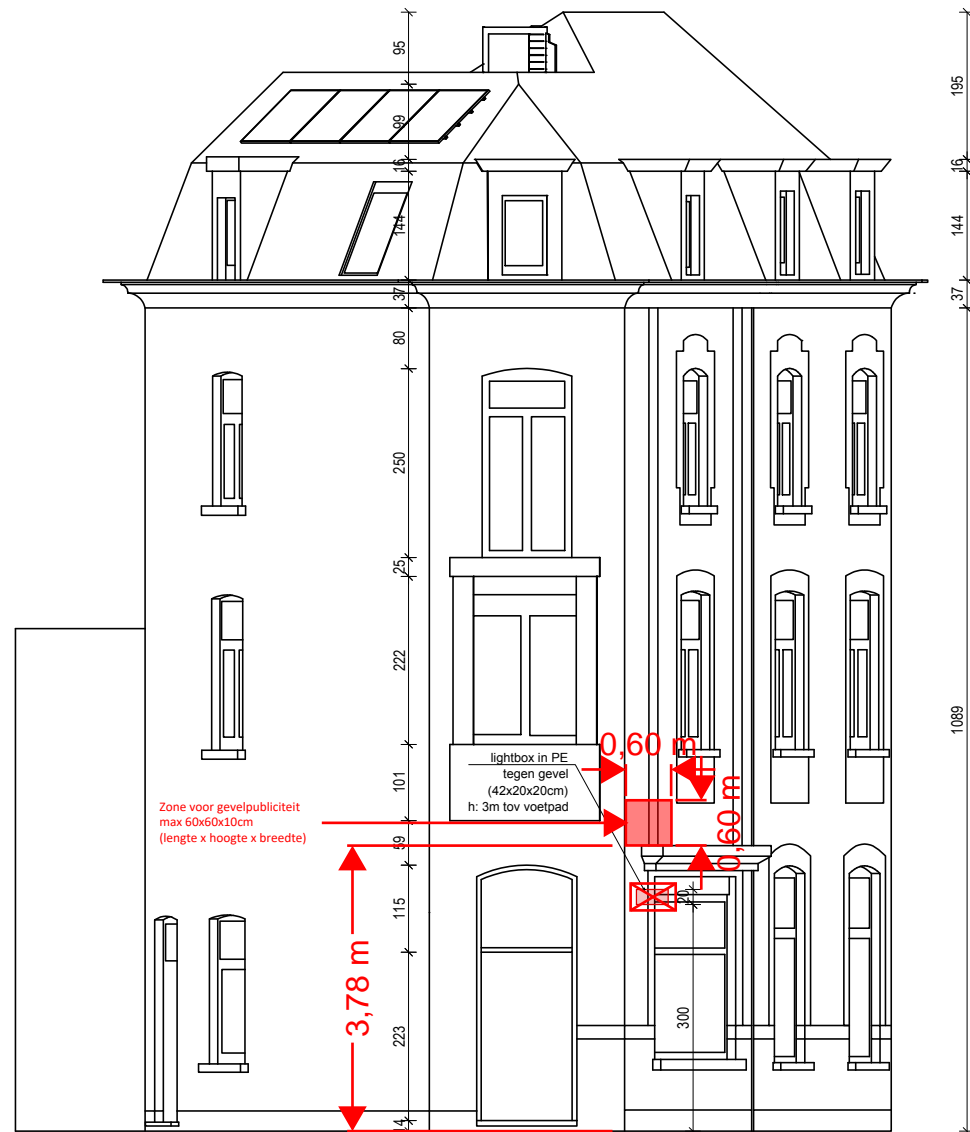 95
99
16
144
37
80
250
25
222
101
59
115
223
14
195
16
144
37
1089
0,60 m
0,60 m
lightbox in PE
tegen gevel
(42x20x20cm)
h: 3m tov voetpad
Zone voor gevelpubliciteit
max 60x60x10cm
(lengte x hoogte x breedte)
3,78 m
20
300